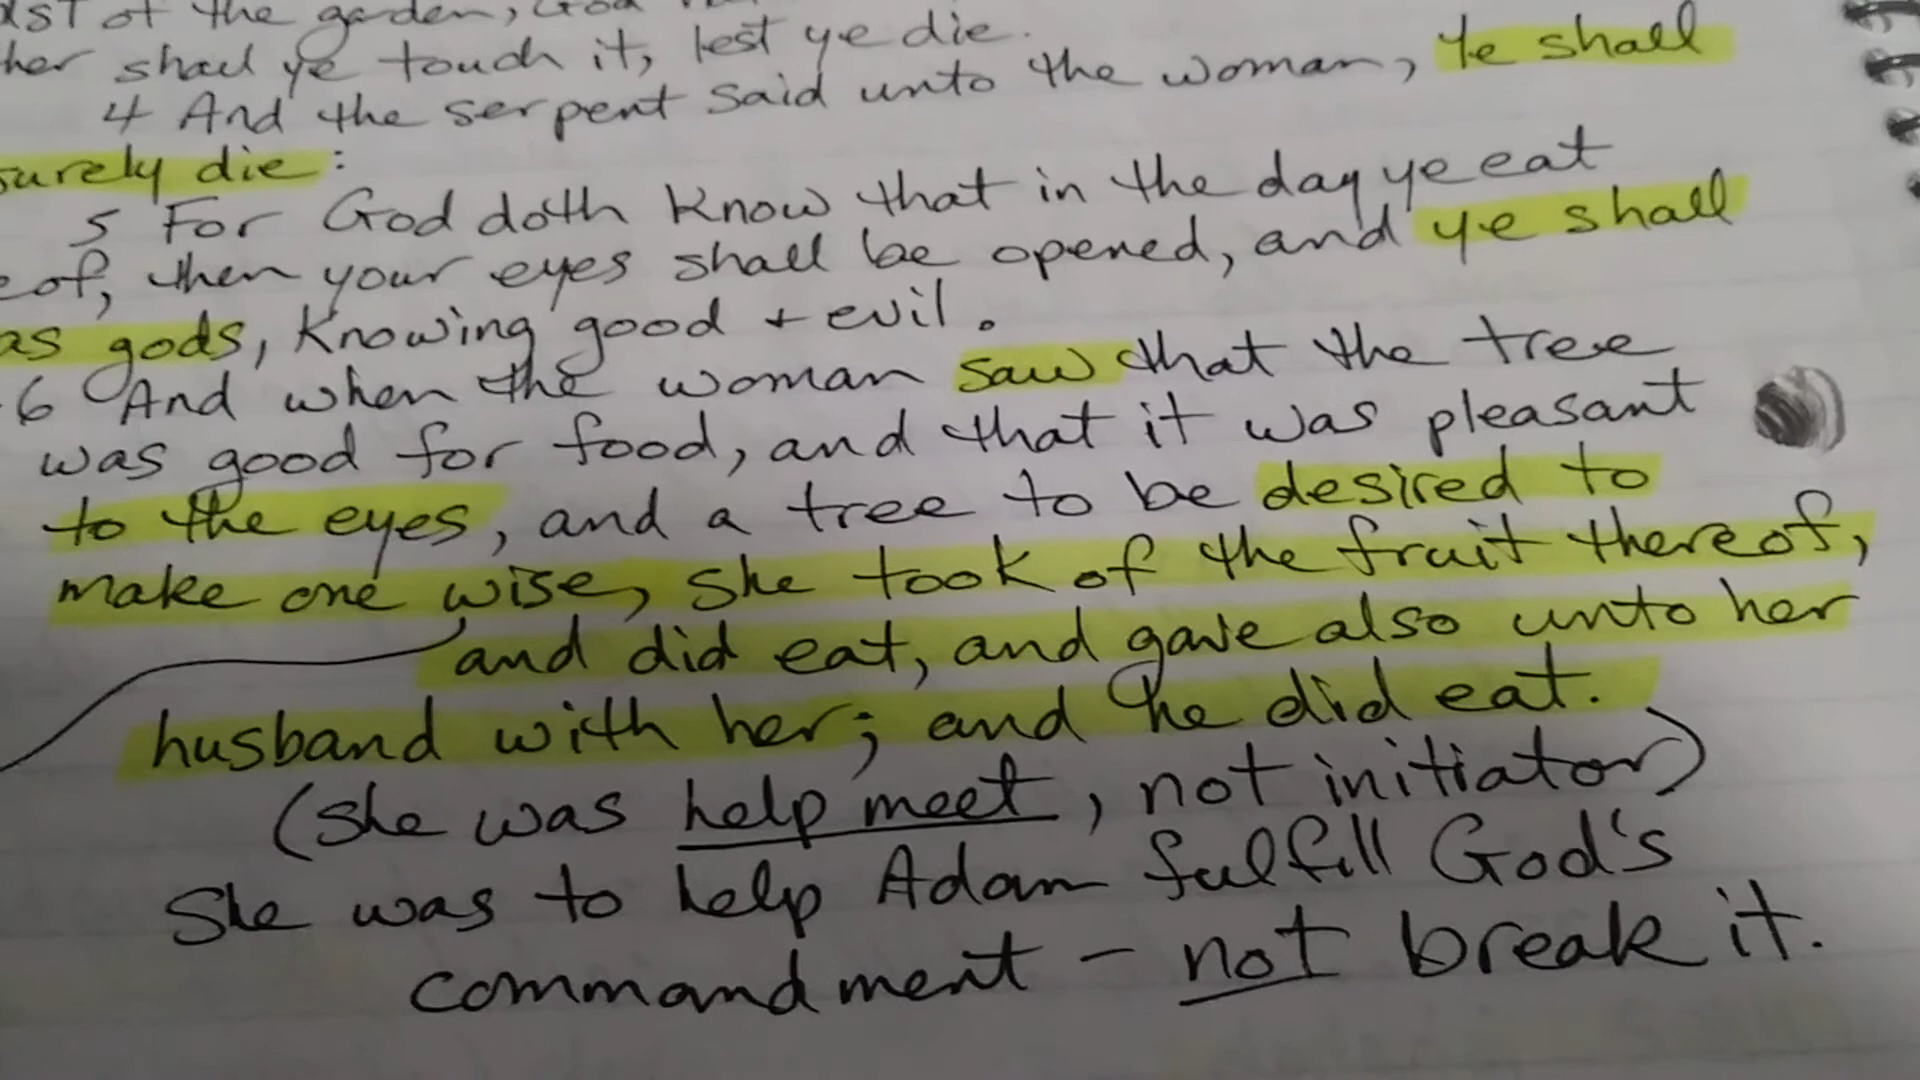 of the garden, God
her shall ye touch it, lest ye die.
4 And the serpent said unto the woman, Ye shall
surely die:
5 For God doth know that in the day ye eat
eof, then your eyes shall be opened, and ye shall
as gods, knowing good + evil.
6 And when the woman saw that the tree
was good for food, and that it was pleasant
to the eyes, and a tree to be desired to
make one wise, she took of the fruit thereof,
and did eat, and gave also unto her
husband with her; and he did eat.
(She was help meet, not initiator)
She was to help Adam fulfill God's
commandment - not break it.